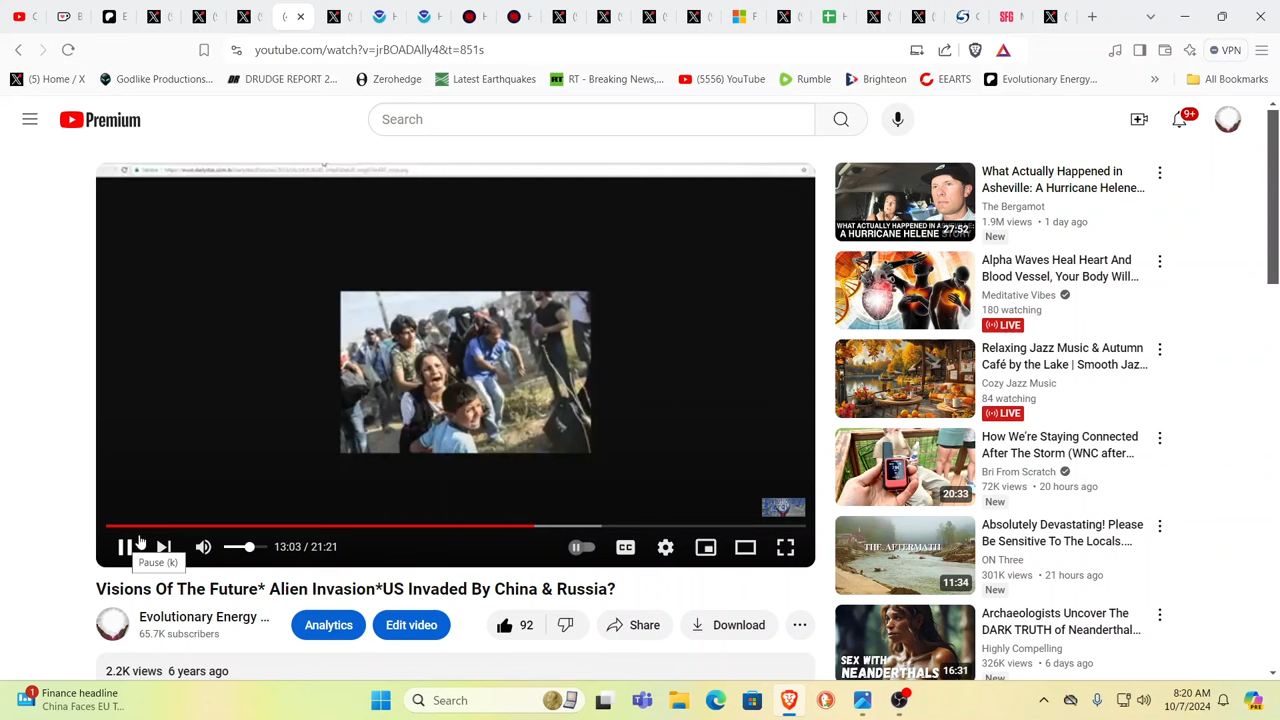 youtube.com/watch?v=jrBOADAlly4&t=851s
VPN
(5) Home / X
Godlike Productions...
DRUDGE REPORT 2...
Zerohedge
Latest Earthquakes
RT - Breaking News,...
(5556) YouTube
Rumble
Brighteon
EEARTS
Evolutionary Energy...
All Bookmarks
Premium
Search
9+
What Actually Happened in
Asheville: A Hurricane Helene...
The Bergamot
1.9M views • 1 day ago
New
A HURRICANE HELENE STORY
27:52
Alpha Waves Heal Heart And
Blood Vessel, Your Body Will...
Meditative Vibes
180 watching
LIVE
Relaxing Jazz Music & Autumn
Café by the Lake | Smooth Jaz...
Cozy Jazz Music
84 watching
LIVE
How We're Staying Connected
After The Storm (WNC after...
Bri From Scratch
72K views • 20 hours ago
New
20:33
Absolutely Devastating! Please
Be Sensitive To The Locals....
ON Three
301K views • 21 hours ago
New
THE AFTERMATH
11:34
Archaeologists Uncover The
DARK TRUTH of Neanderthal...
Highly Compelling
326K views • 6 days ago
New
SEX WITH
NEANDERTHALS
16:31
13:03 / 21:21
CC
Pause (k)
Visions Of The Future* Alien Invasion*US Invaded By China & Russia?
Evolutionary Energy ...
65.7K subscribers
Analytics
Edit video
92
Share
Download
2.2K views 6 years ago
1
Finance headline
China Faces EU T...
Search
8:20 AM
10/7/2024